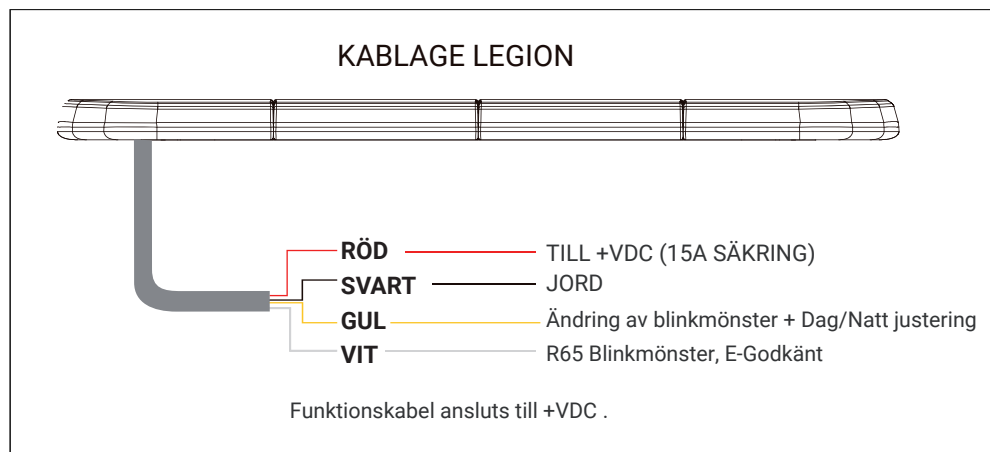 KABLAGE LEGION
RÖD TILL +VDC (15A SÄKRING)
SVART JORD
GUL Ändring av blinkmönster + Dag/Natt justering
VIT R65 Blinkmönster, E-Godkänt
Funktionskabel ansluts till +VDC .